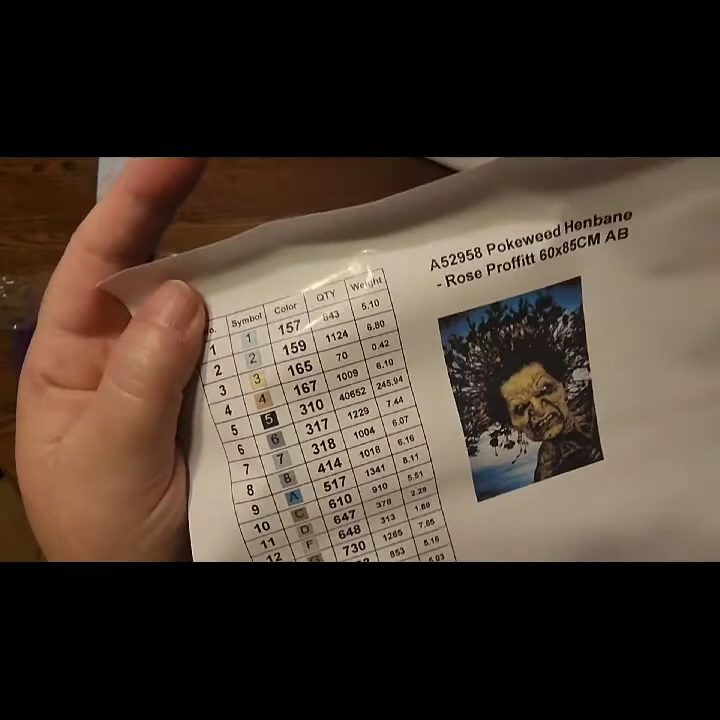 A52958 Pokeweed Henbane
- Rose Proffitt 60x85CM AB
Symbol Color QTY Weight
1 1 157 843 5.10
2 2 159 1124 6.80
3 3 165 70 0.42
4 4 167 1009 6.10
5 5 310 40652 245.94
6 6 317 1229 7.44
7 7 318 1004 6.07
8 8 414 1018 6.16
9 A 517 1341 8.11
10 C 610 910 5.51
11 D 647 378 2.29
12 F 648 313 1.89
730 1265 7.65
853 5.16
5.03